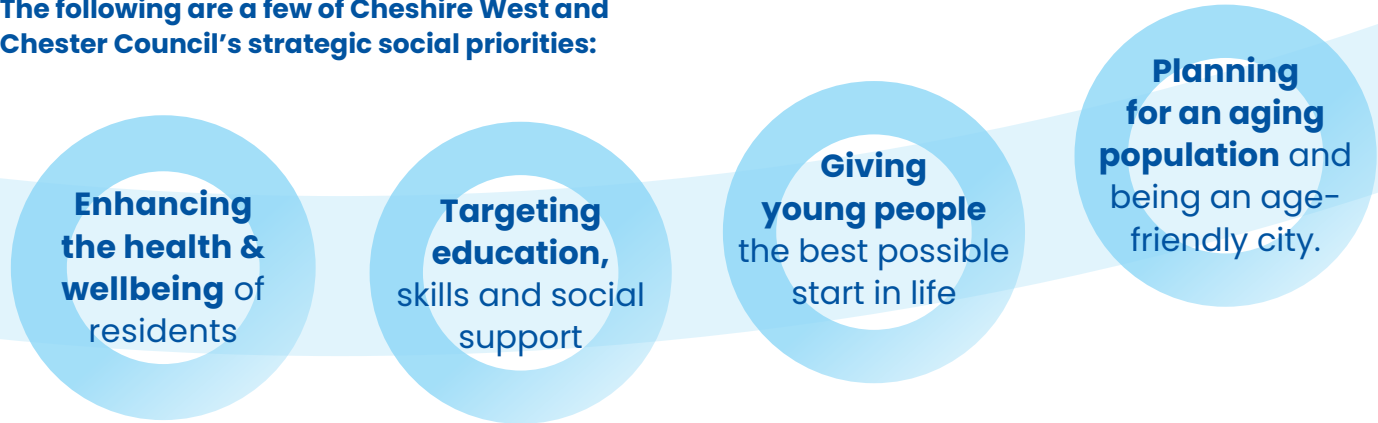 The following are a few of Cheshire West and
Chester Council's strategic social priorities:
Enhancing
the health &
wellbeing of
residents
Targeting
education,
skills and social
support
Giving
young people
the best possible
start in life
Planning
for an aging
population and
being an age-
friendly city.